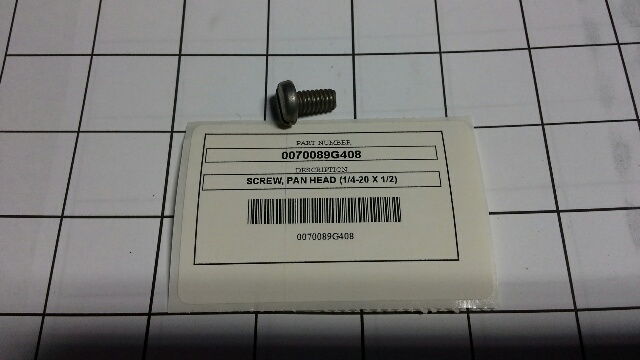 PART NUMBER
0070089G408
DESCRIPTION
SCREW, PAN HEAD (1/4-20 X 1/2)
0070089G408